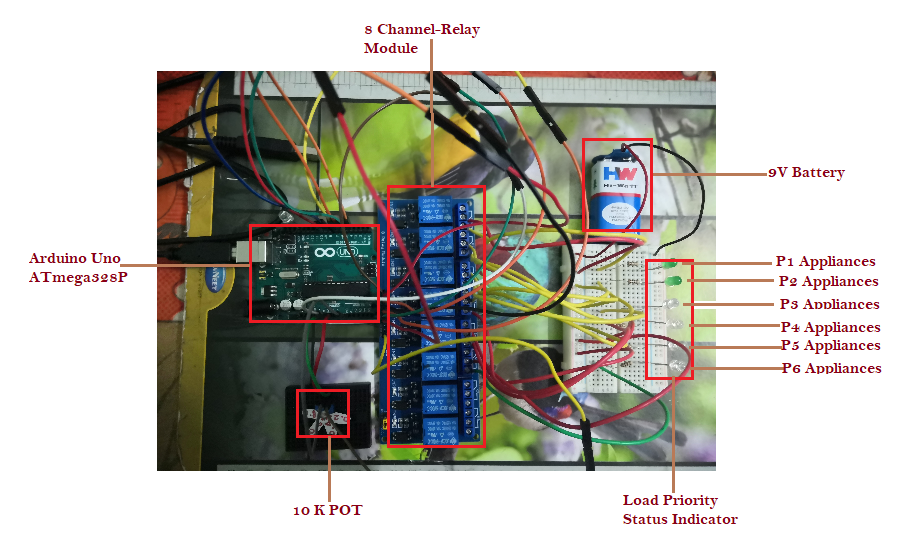 8 Channel-Relay
Module
9V Battery
HW
Hi-Watt
Arduino Uno
ATmega328P
UNO
P1 Appliances
P2 Appliances
P3 Appliances
P4 Appliances
P5 Appliances
P6 Appliances
10 K POT
Load Priority
Status Indicator